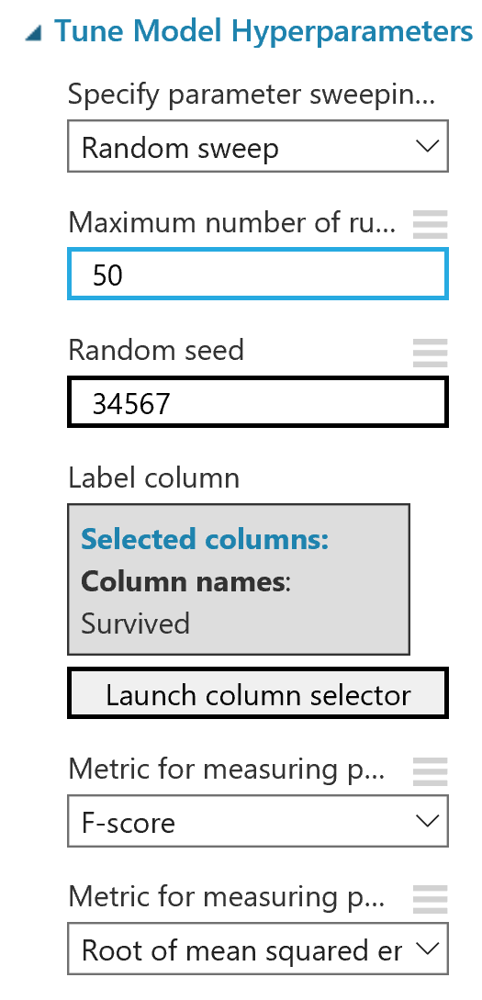 Tune Model Hyperparameters
Specify parameter sweepin...
Random sweep
Maximum number of ru...
50
Random seed
34567
Label column
Selected columns:
Column names:
Survived
Launch column selector
Metric for measuring p...
F-score
Metric for measuring p...
Root of mean squared er